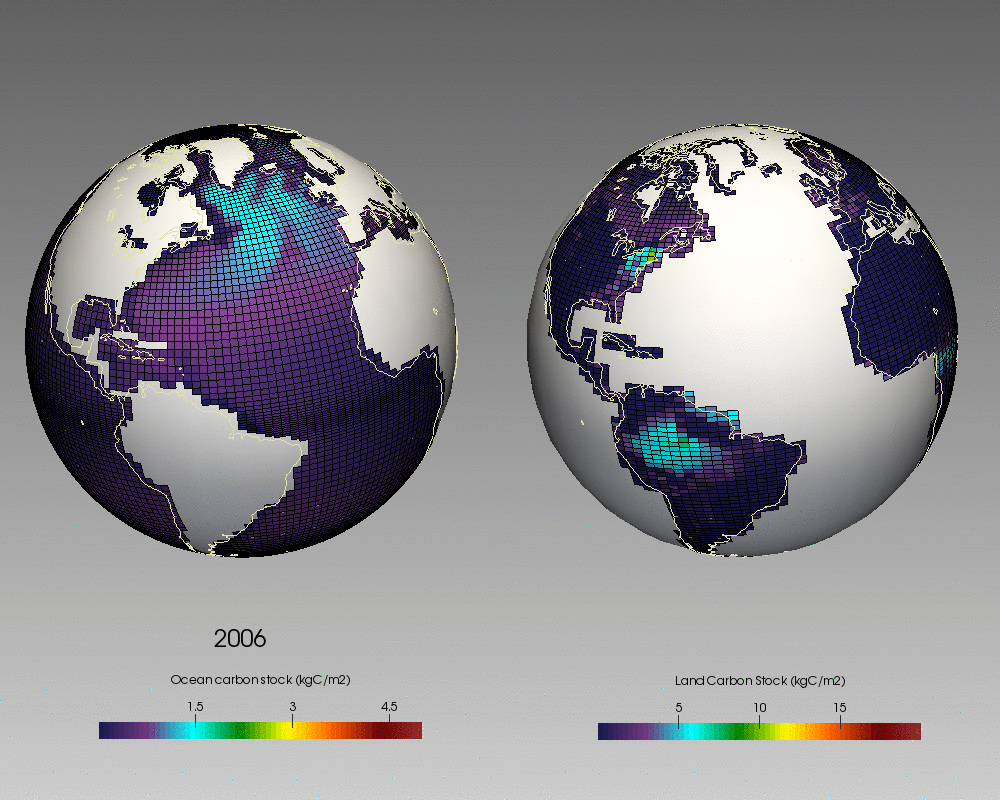 2006
Ocean carbon stock (kgC/m2)
1.5 3 4.5
Land Carbon Stock (kgC/m2)
5 10 15